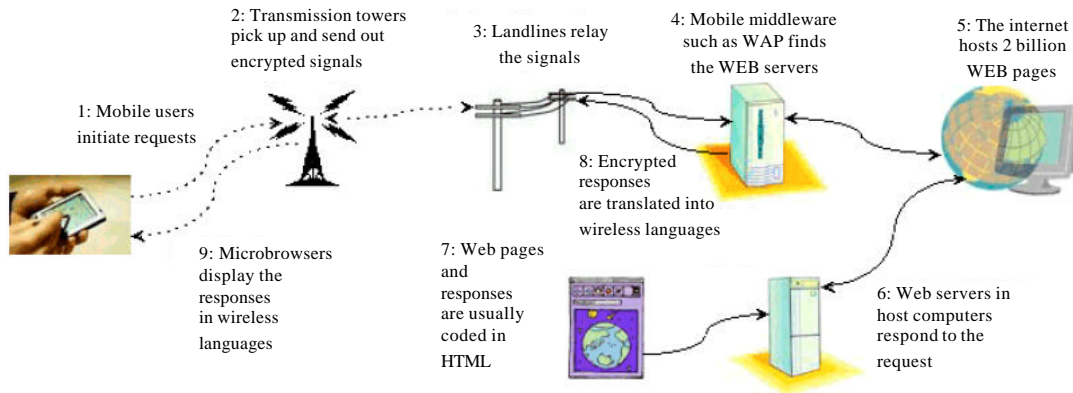 1: Mobile users
initiate requests
2: Transmission towers
pick up and send out
encrypted signals
3: Landlines relay
the signals
4: Mobile middleware
such as WAP finds
the WEB servers
5: The internet
hosts 2 billion
WEB pages
6: Web servers in
host computers
respond to the
request
7: Web pages
and
responses
are usually
coded in
HTML
8: Encrypted
responses
are translated into
wireless languages
9: Microbrowsers
display the
responses
in wireless
languages